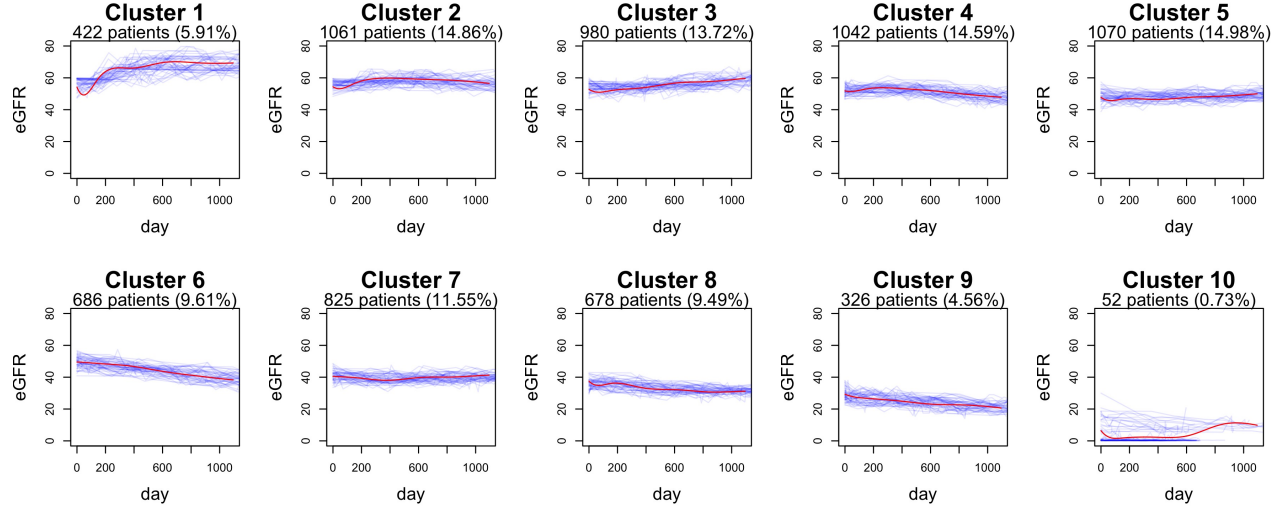 Cluster 1
422 patients (5.91%)
eGFR
80
60
40
20
0
0 200 600 1000
day
Cluster 2
1061 patients (14.86%)
eGFR
80
60
40
20
0
0 200 600 1000
day
Cluster 3
980 patients (13.72%)
eGFR
80
60
40
20
0
0 200 600 1000
day
Cluster 4
1042 patients (14.59%)
eGFR
80
60
40
20
0
0 200 600 1000
day
Cluster 5
1070 patients (14.98%)
eGFR
80
60
40
20
0
0 200 600 1000
day
Cluster 6
686 patients (9.61%)
eGFR
80
60
40
20
0
0 200 600 1000
day
Cluster 7
825 patients (11.55%)
eGFR
80
60
40
20
0
0 200 600 1000
day
Cluster 8
678 patients (9.49%)
eGFR
80
60
40
20
0
0 200 600 1000
day
Cluster 9
326 patients (4.56%)
eGFR
80
60
40
20
0
0 200 600 1000
day
Cluster 10
52 patients (0.73%)
eGFR
80
60
40
20
0
0 200 600 1000
day